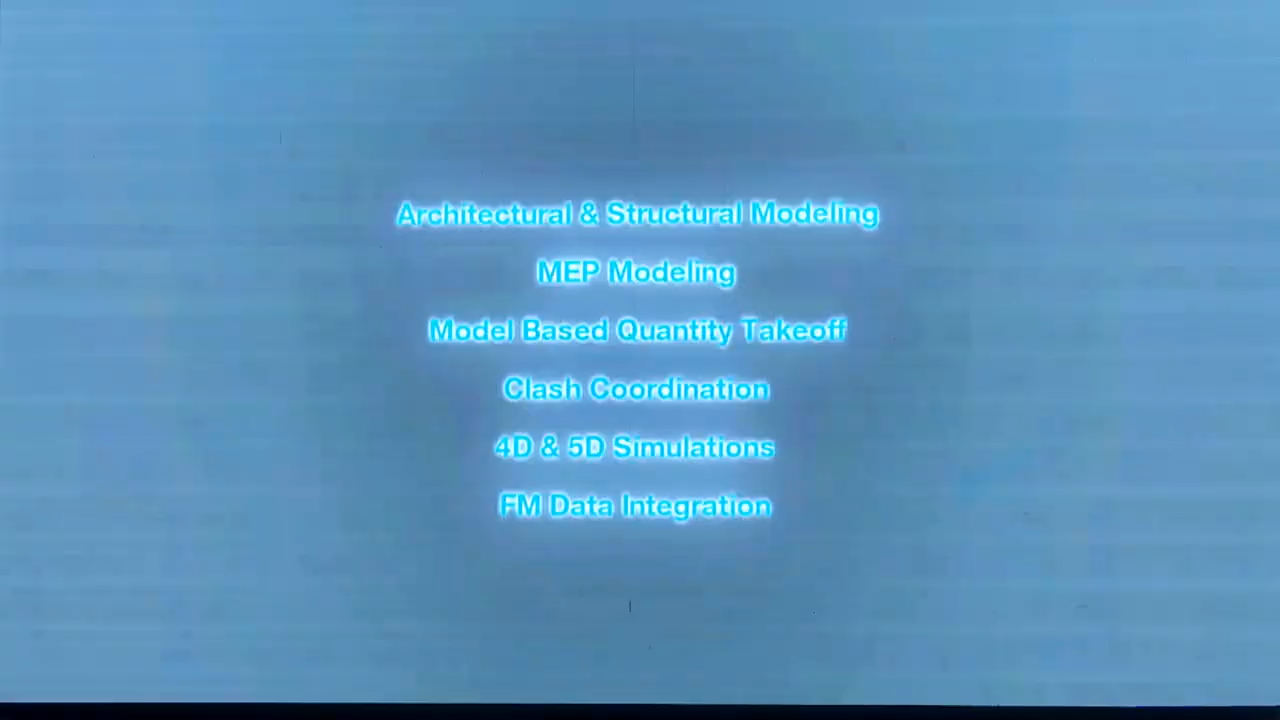 Architectural & Structural Modeling
MEP Modeling
Model Based Quantity Takeoff
Clash Coordination
4D & 5D Simulations
FM Data Integration